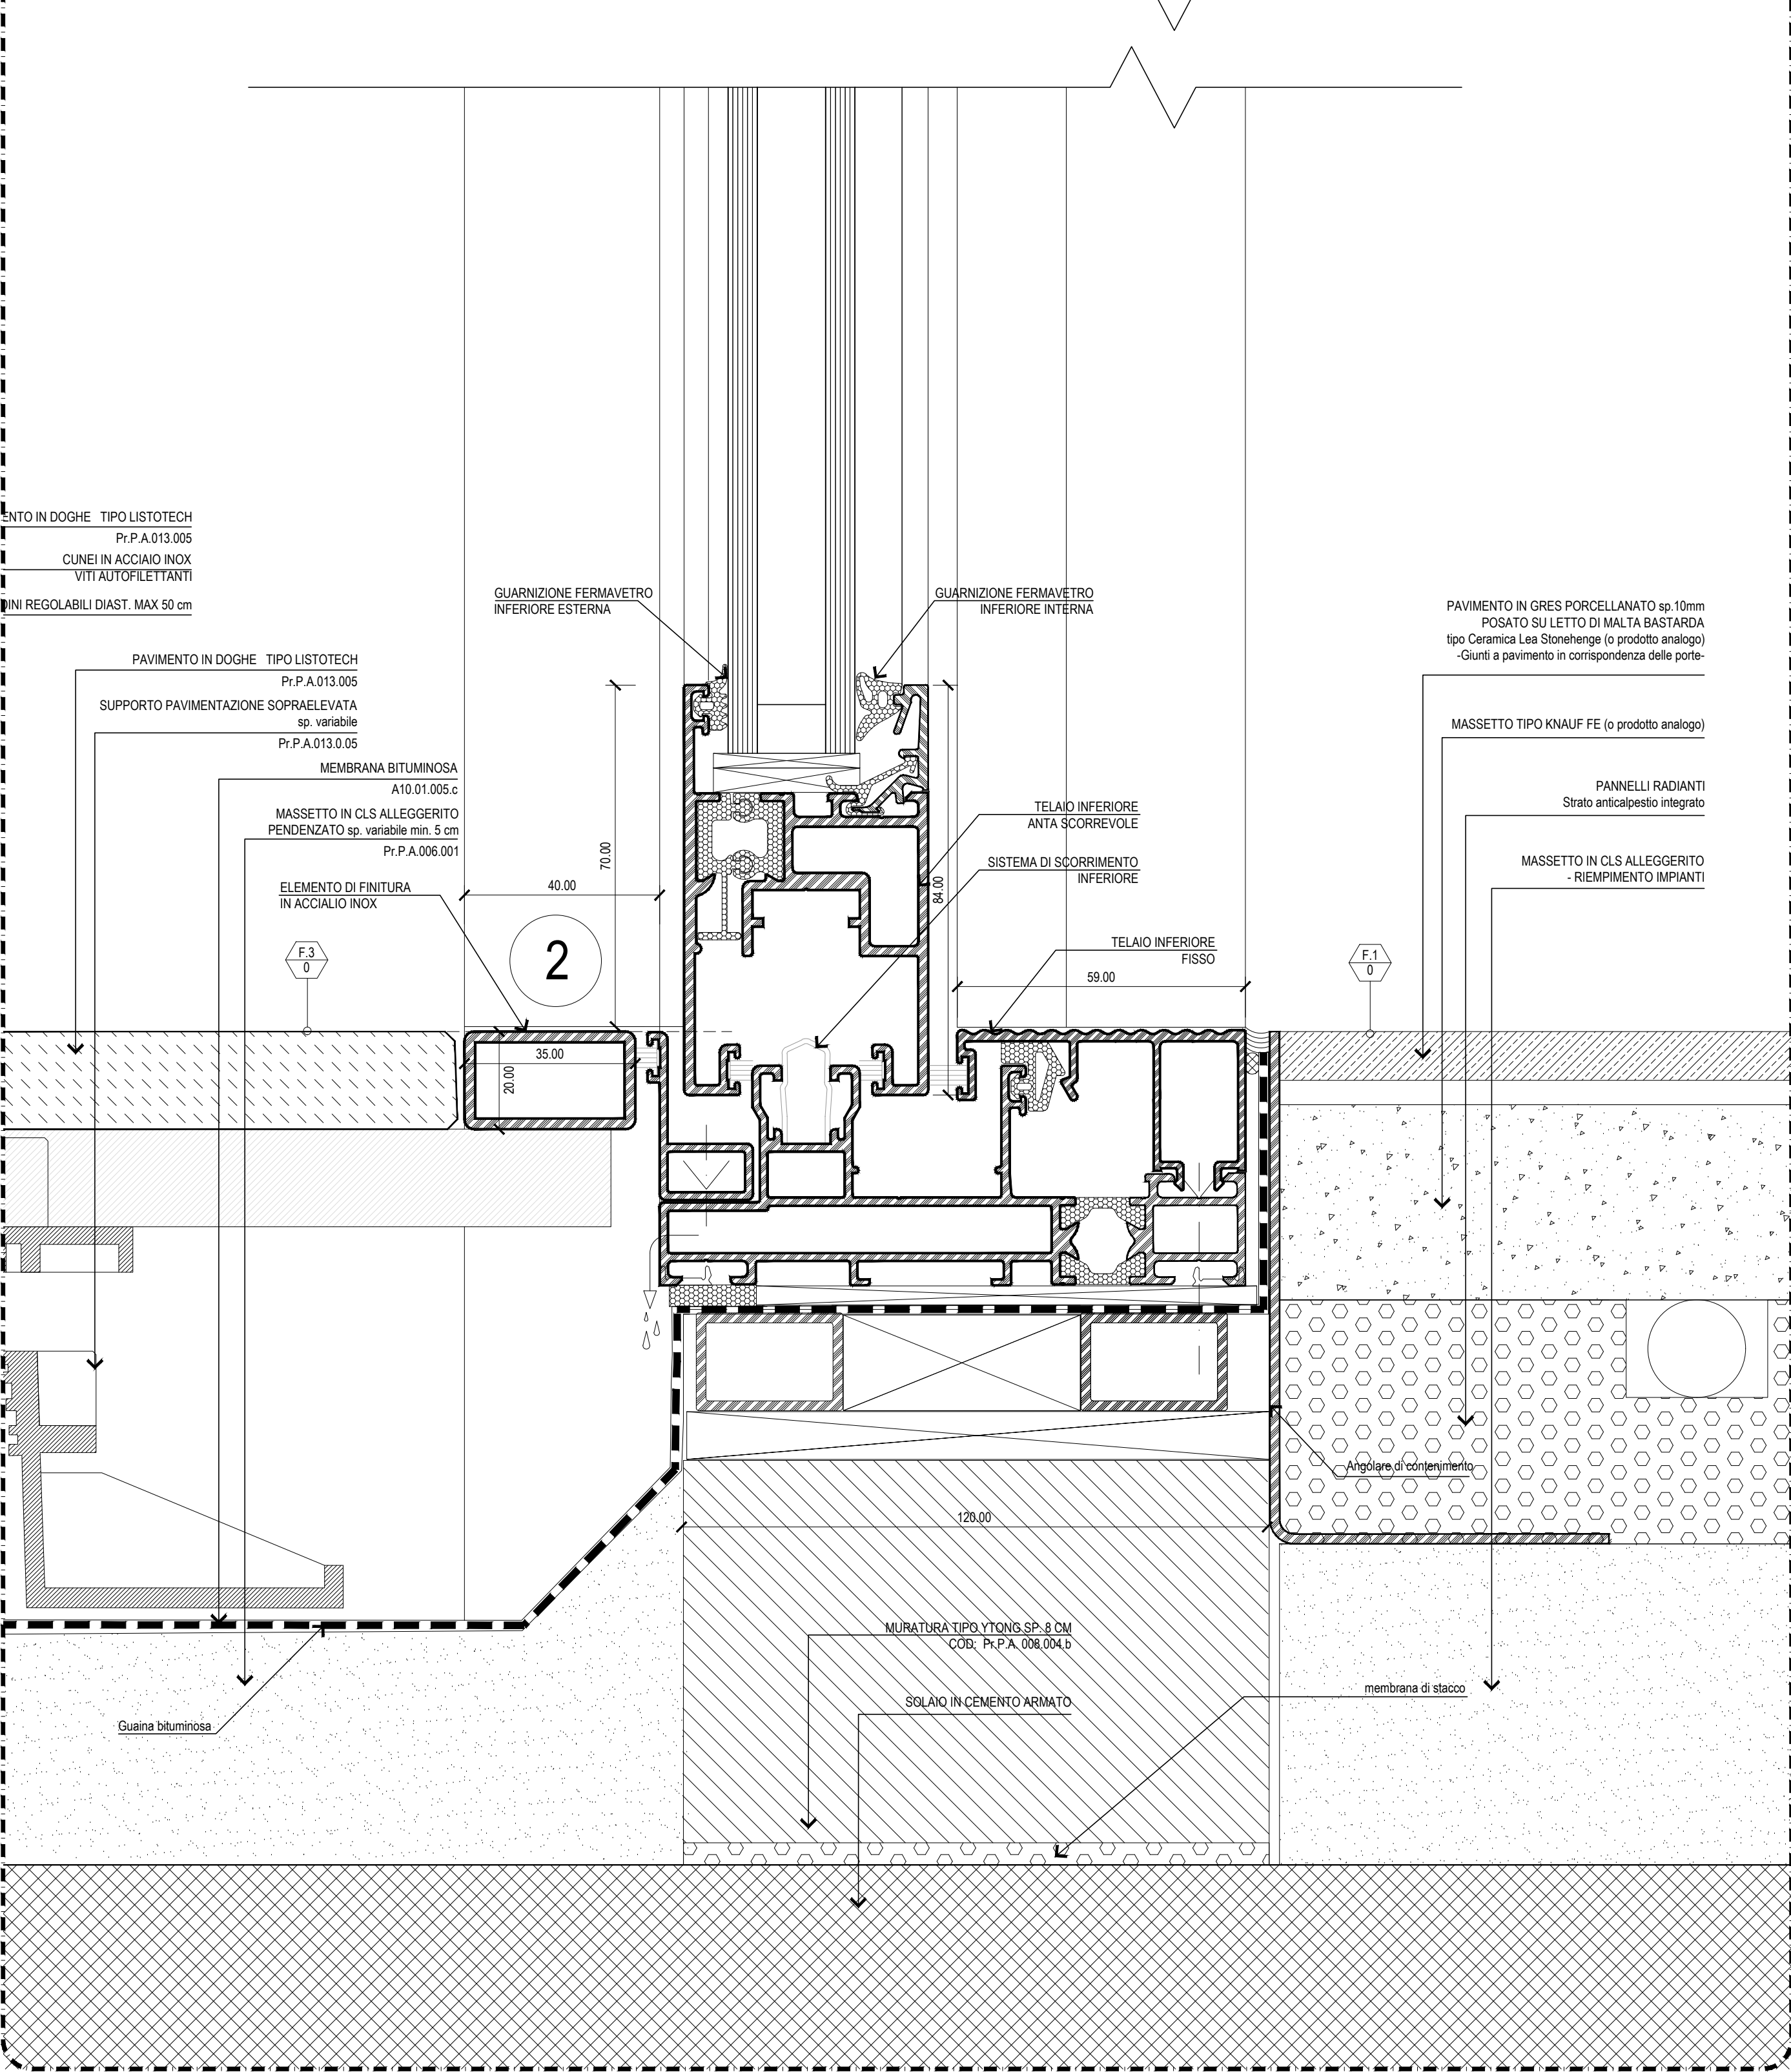 ENTO IN DOGHE TIPO LISTOTECH
Pr.P.A.013.005
CUNEI IN ACCIAIO INOX
VITI AUTOFILETTANTI
DINI REGOLABILI DIAST. MAX 50 cm
PAVIMENTO IN DOGHE TIPO LISTOTECH
Pr.P.A.013.005
SUPPORTO PAVIMENTAZIONE SOPRAELEVATA
sp. variabile
Pr.P.A.013.0.05
MEMBRANA BITUMINOSA
A10.01.005.c
MASSETTO IN CLS ALLEGGERITO
PENDENZATO sp. variabile min. 5 cm
Pr.P.A.006.001
ELEMENTO DI FINITURA
IN ACCIALIO INOX
F.3
0
2
GUARNIZIONE FERMAVETRO
INFERIORE ESTERNA
GUARNIZIONE FERMAVETRO
INFERIORE INTERNA
70.00
84.00
40.00
35.00
20.00
TELAIO INFERIORE
ANTA SCORREVOLE
SISTEMA DI SCORRIMENTO
INFERIORE
TELAIO INFERIORE
FISSO
59.00
F.1
0
PAVIMENTO IN GRES PORCELLANATO sp.10mm
POSATO SU LETTO DI MALTA BASTARDA
tipo Ceramica Lea Stonehenge (o prodotto analogo)
-Giunti a pavimento in corrispondenza delle porte-
MASSETTO TIPO KNAUF FE (o prodotto analogo)
PANNELLI RADIANTI
Strato anticalpestio integrato
MASSETTO IN CLS ALLEGGERITO
- RIEMPIMENTO IMPIANTI
Angolare di contenimento
120.00
MURATURA TIPO YTONG SP. 8 CM
COD: Pr.P.A. 008.004.b
SOLAIO IN CEMENTO ARMATO
membrana di stacco
Guaina bituminosa